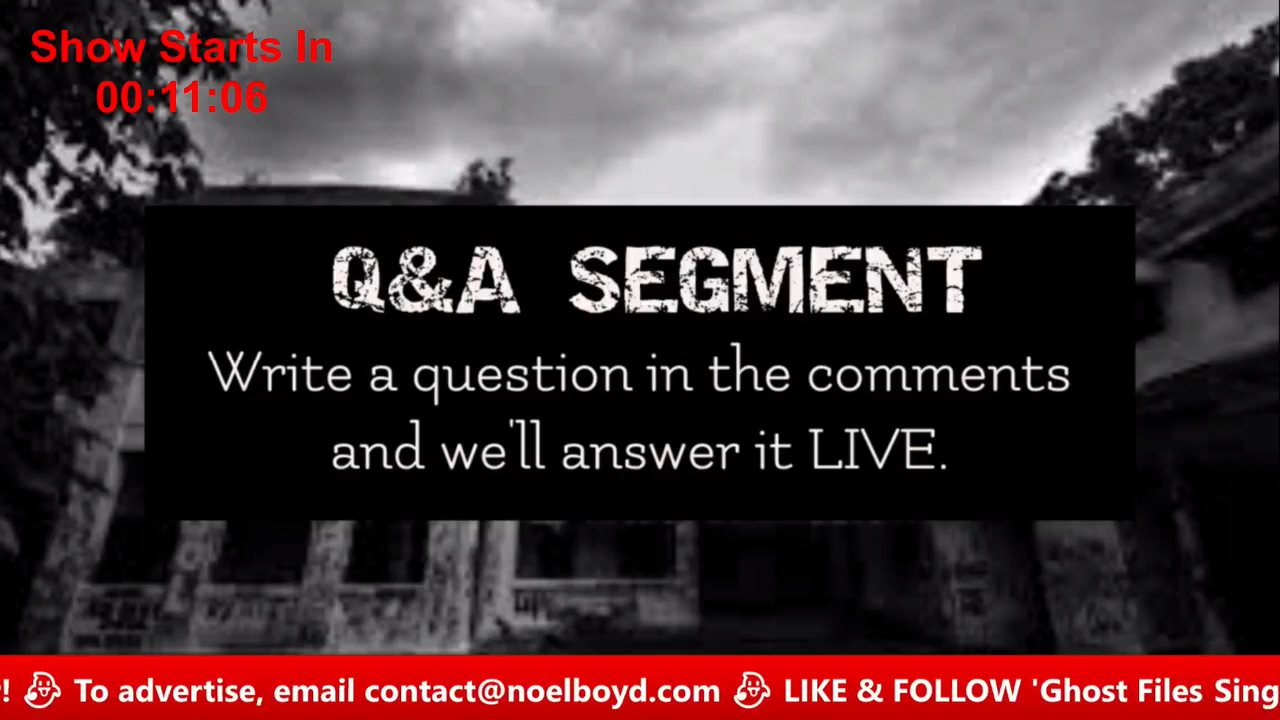 Show Starts In
00:11:06
Q&A SEGMENT
Write a question in the comments
and we'll answer it LIVE.
! To advertise, email contact@noelboyd.com LIKE & FOLLOW 'Ghost Files Sing